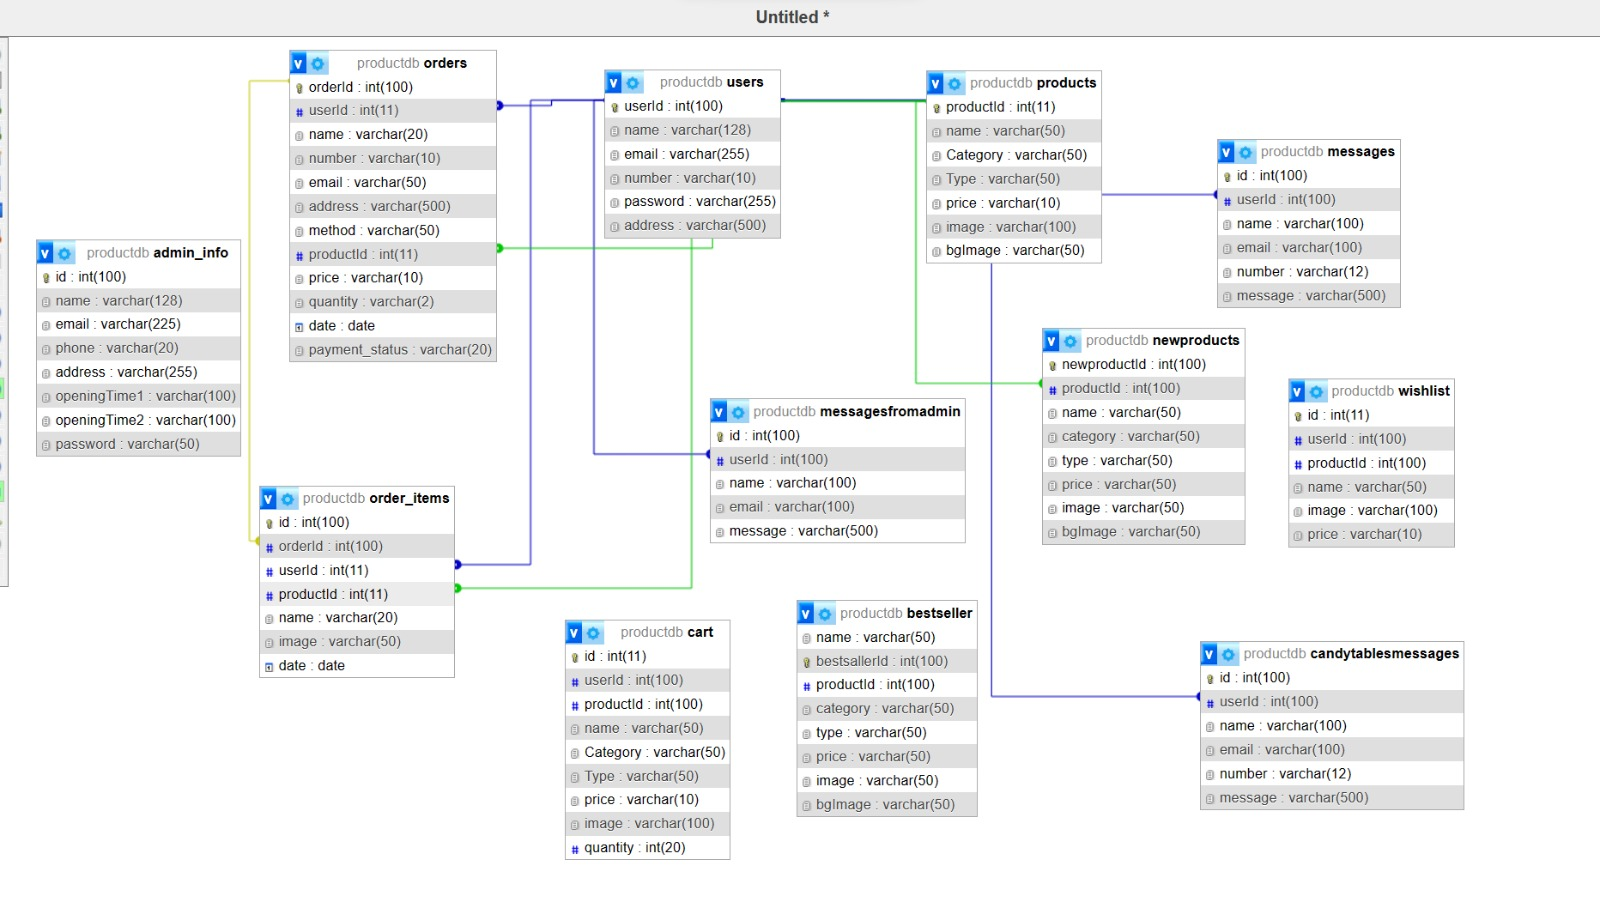 Untitled *
v productdb orders
orderId : int(100)
# userId : int(11)
name : varchar(20)
number : varchar(10)
email : varchar(50)
address : varchar(500)
method : varchar(50)
# productId : int(11)
price : varchar(10)
quantity : varchar(2)
date : date
payment_status : varchar(20)
v productdb users
userId : int(100)
name : varchar(128)
email : varchar(255)
number : varchar(10)
password : varchar(255)
address : varchar(500)
v productdb products
productId : int(11)
name : varchar(50)
Category : varchar(50)
Type : varchar(50)
price : varchar(10)
image : varchar(100)
bgImage : varchar(50)
v productdb messages
id : int(100)
# userId : int(100)
name : varchar(100)
email : varchar(100)
number : varchar(12)
message : varchar(500)
v productdb admin_info
id : int(100)
name : varchar(128)
email : varchar(225)
phone : varchar(20)
address : varchar(255)
openingTime1 : varchar(100)
openingTime2 : varchar(100)
password : varchar(50)
v productdb messagesfromadmin
id : int(100)
# userId : int(100)
name : varchar(100)
email : varchar(100)
message : varchar(500)
v productdb newproducts
newproductId : int(100)
# productId : int(100)
name : varchar(50)
category : varchar(50)
type : varchar(50)
price : varchar(50)
image : varchar(50)
bgImage : varchar(50)
v productdb wishlist
id : int(11)
# userId : int(100)
# productId : int(100)
name : varchar(50)
image : varchar(100)
price : varchar(10)
v productdb order_items
id : int(100)
# orderId : int(100)
# userId : int(11)
# productId : int(11)
name : varchar(20)
image : varchar(50)
date : date
v productdb cart
id : int(11)
# userId : int(100)
# productId : int(100)
name : varchar(50)
Category : varchar(50)
Type : varchar(50)
price : varchar(10)
image : varchar(100)
# quantity : int(20)
v productdb bestseller
name : varchar(50)
bestsallerId : int(100)
# productId : int(100)
category : varchar(50)
type : varchar(50)
price : varchar(50)
image : varchar(50)
bgImage : varchar(50)
v productdb candytablesmessages
id : int(100)
# userId : int(100)
name : varchar(100)
email : varchar(100)
number : varchar(12)
message : varchar(500)